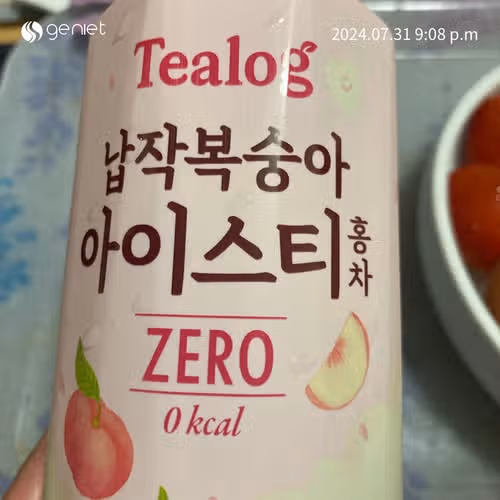 geniet
2024.07.31 9:08 p.m
Tealog
납작복숭아
아이스티 홍차
ZERO
0 kcal